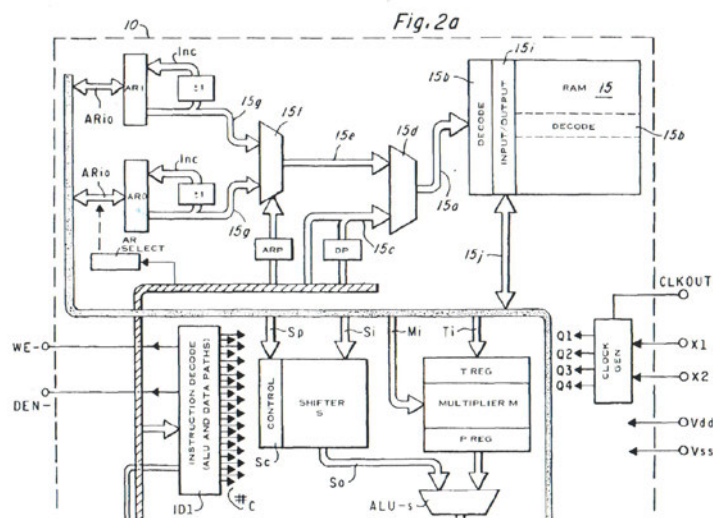 Fig.2a
10
15i
Inc
15b
AR1
±1
15g
15f
DECODE
INPUT/OUTPUT
RAM 15
ARio
15e
15d
DECODE
15b
Inc
ARio
AR0
±1
15a
15g
15c
AR SELECT
ARP
DP
15j
CLKOUT
WE-
Sp
Si
Mi
Ti
Q1
Q2
Q3
Q4
CLOCK GEN
X1
X2
DEN-
INSTRUCTION DECODE
(ALU AND DATA PATHS)
CONTROL
SHIFTER
S
T REG
MULTIPLIER M
P REG
Vdd
Vss
Sc
So
ID1
#C
ALU-s